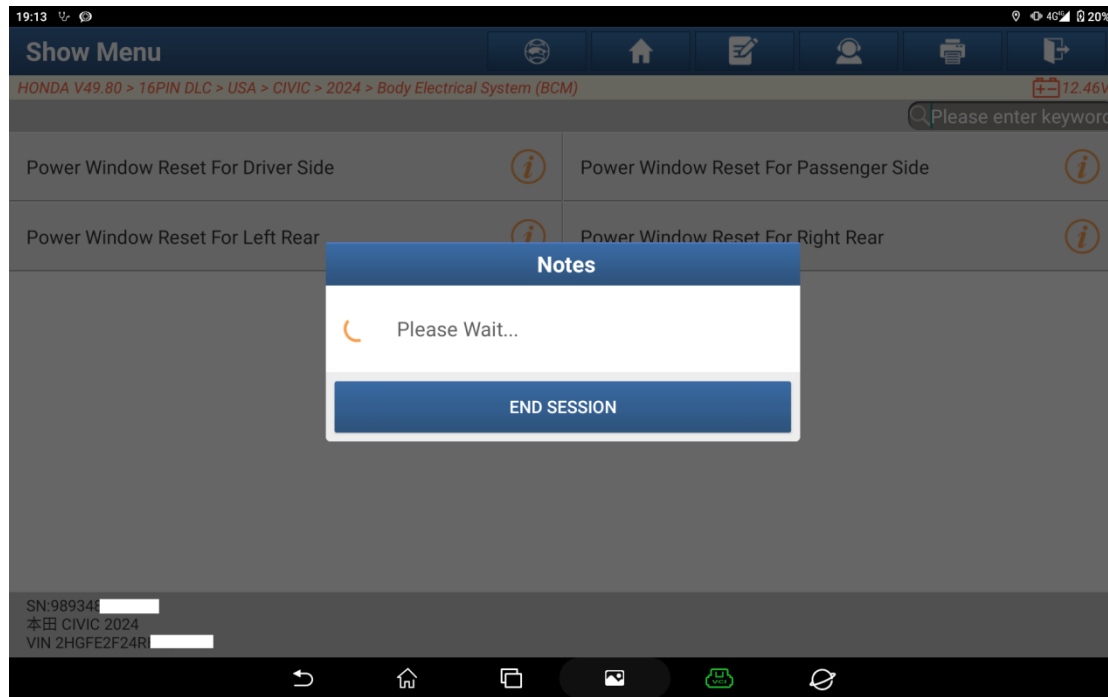 19:13 4G 20%
Show Menu
HONDA V49.80 > 16PIN DLC > USA > CIVIC > 2024 > Body Electrical System (BCM) 12.46V
Please enter keyword
Power Window Reset For Driver Side
Power Window Reset For Passenger Side
Power Window Reset For Left Rear
Power Window Reset For Right Rear
Notes
Please Wait...
END SESSION
SN:989348
本田 CIVIC 2024
VIN 2HGFE2F24R
VCI